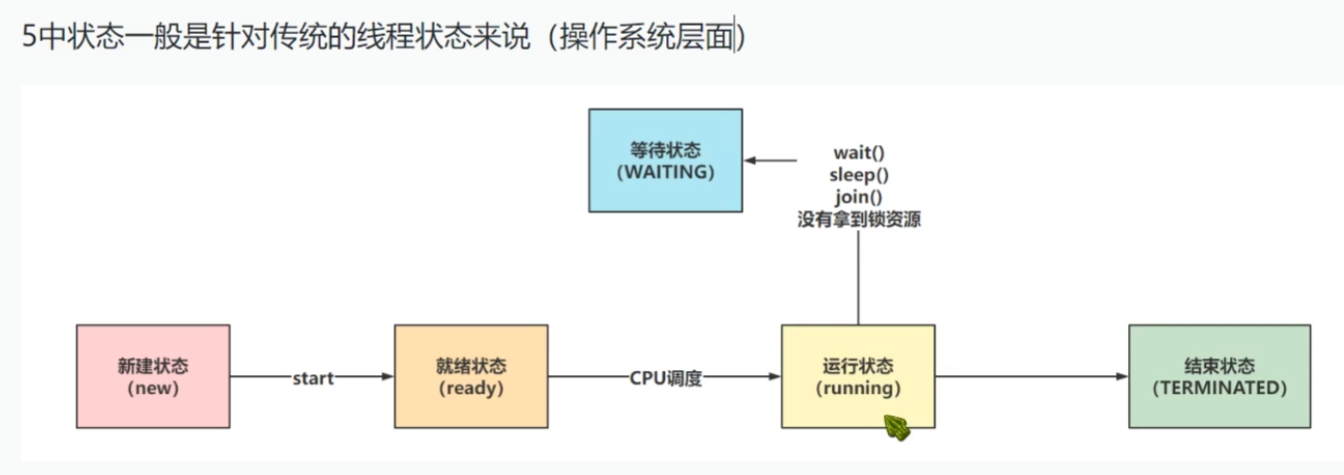 5中状态一般是针对传统的线程状态来说（操作系统层面）
等待状态
(WAITING)
wait()
sleep()
join()
没有拿到锁资源
新建状态
(new)
start
就绪状态
(ready)
CPU调度
运行状态
(running)
结束状态
(TERMINATED)